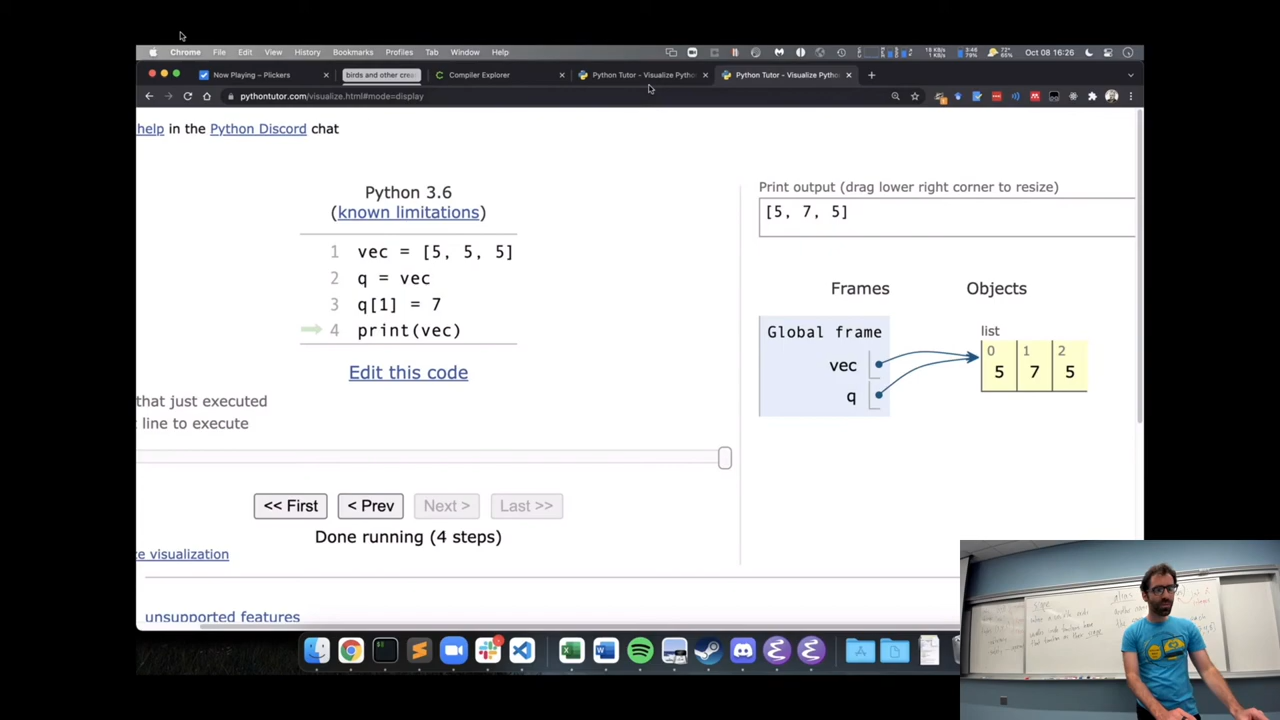 Chrome File Edit View History Bookmarks Profiles Tab Window Help
Oct 08 16:26
Now Playing – Plickers
birds and other crea
Compiler Explorer
Python Tutor - Visualize Pytho
Python Tutor - Visualize Pytho
pythontutor.com/visualize.html#mode=display
help in the Python Discord chat
Python 3.6
(known limitations)
1 vec = [5, 5, 5]
2 q = vec
3 q[1] = 7
4 print(vec)
Edit this code
that just executed
line to execute
<< First
< Prev
Next >
Last >>
Done running (4 steps)
e visualization
unsupported features
Print output (drag lower right corner to resize)
[5, 7, 5]
Frames
Objects
Global frame
vec
q
list
0 1 2
5 7 5